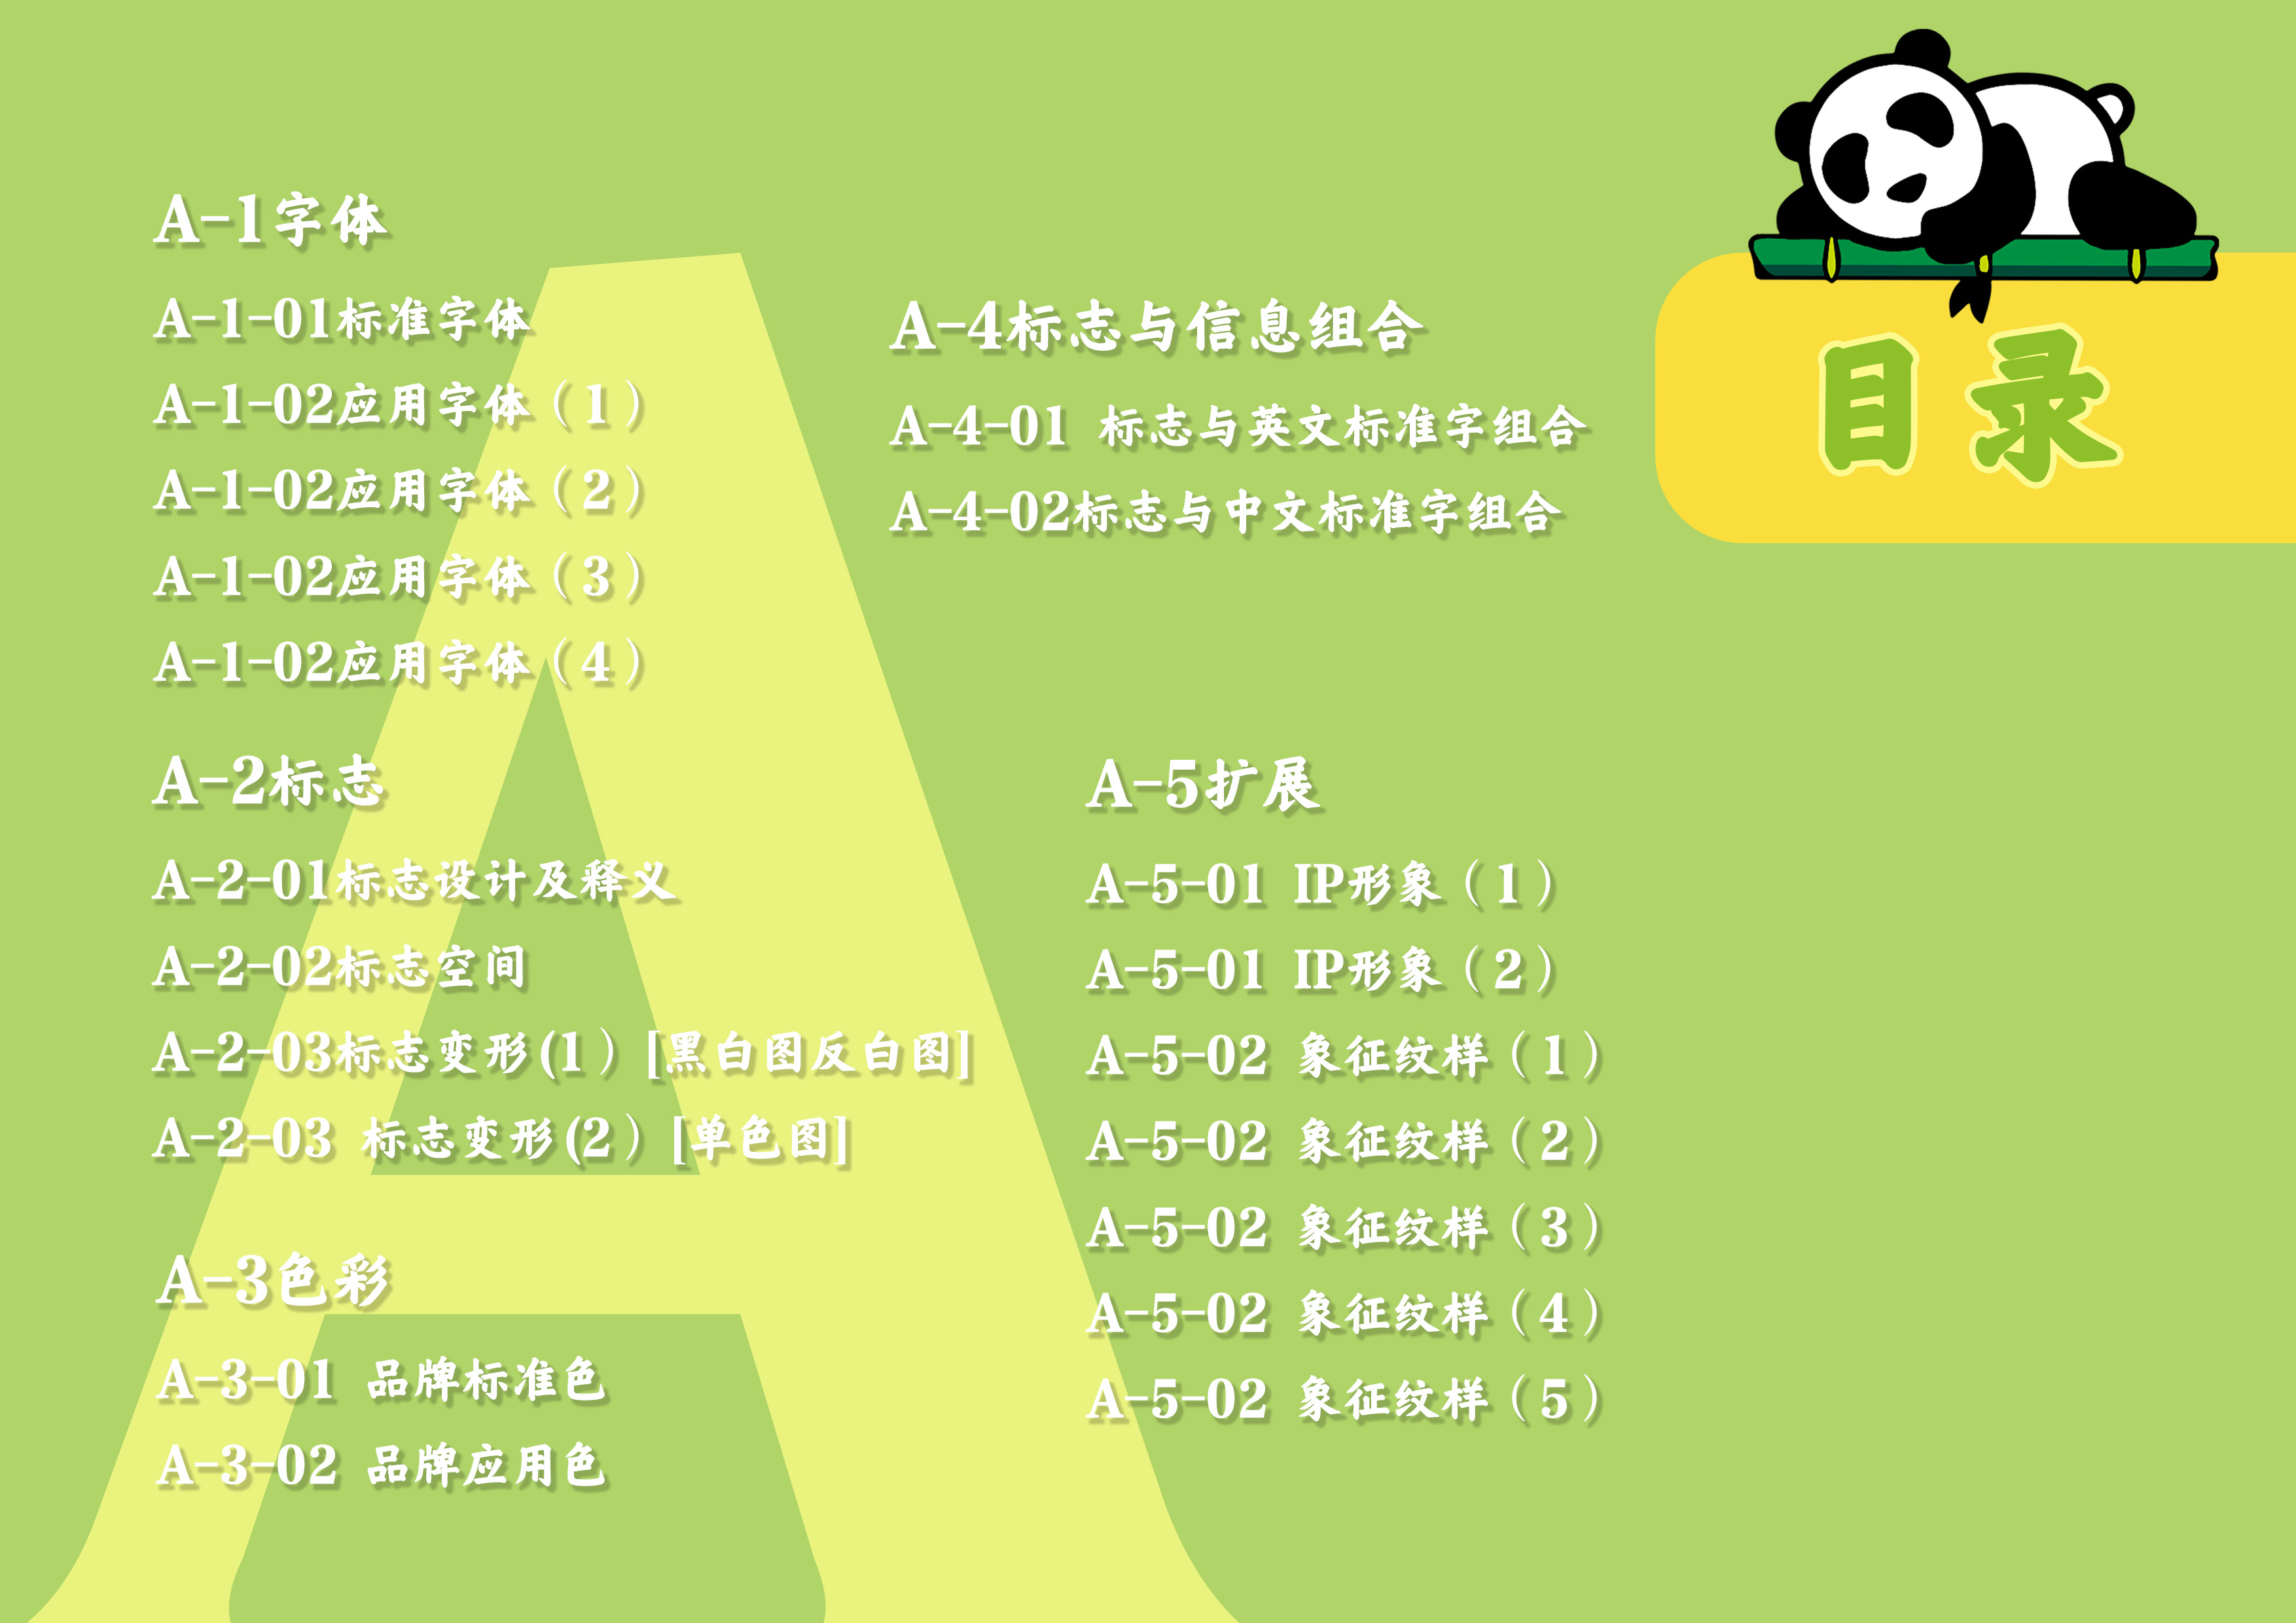 目录
A-1字体
A-1-01标准字体
A-1-02应用字体（1）
A-1-02应用字体（2）
A-1-02应用字体（3）
A-1-02应用字体（4）
A-2标志
A-2-01标志设计及释义
A-2-02标志空间
A-2-03标志变形(1）[黑白图反白图]
A-2-03 标志变形(2）[单色图]
A-3色彩
A-3-01 品牌标准色
A-3-02 品牌应用色
A-4标志与信息组合
A-4-01 标志与英文标准字组合
A-4-02标志与中文标准字组合
A-5扩展
A-5-01 IP形象（1）
A-5-01 IP形象（2）
A-5-02 象征纹样（1）
A-5-02 象征纹样（2）
A-5-02 象征纹样（3）
A-5-02 象征纹样（4）
A-5-02 象征纹样（5）
A